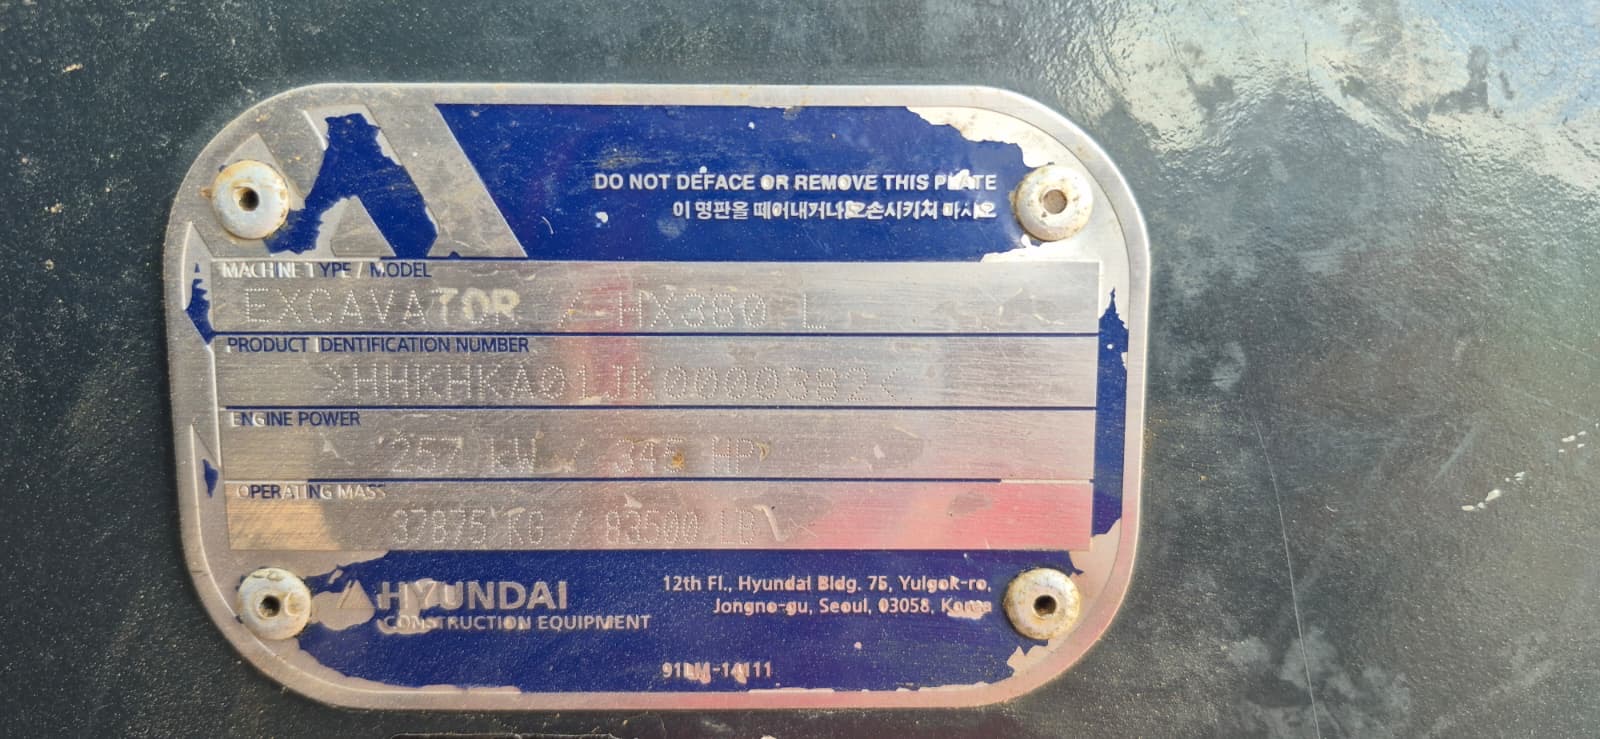 DO NOT DEFACE OR REMOVE THIS PLATE
이 명판을 떼어내거나 오손시키지 마시오
MACHINE TYPE / MODEL
EXCAVATOR / HX380 L
PRODUCT IDENTIFICATION NUMBER
>HHKHKA01JK0000382<
ENGINE POWER
257 kW / 345 HP
OPERATING MASS
37875 KG / 83500 LB
HYUNDAI
CONSTRUCTION EQUIPMENT
12th Fl., Hyundai Bldg. 75, Yulgok-ro,
Jongno-gu, Seoul, 03058, Korea
91LM-14111